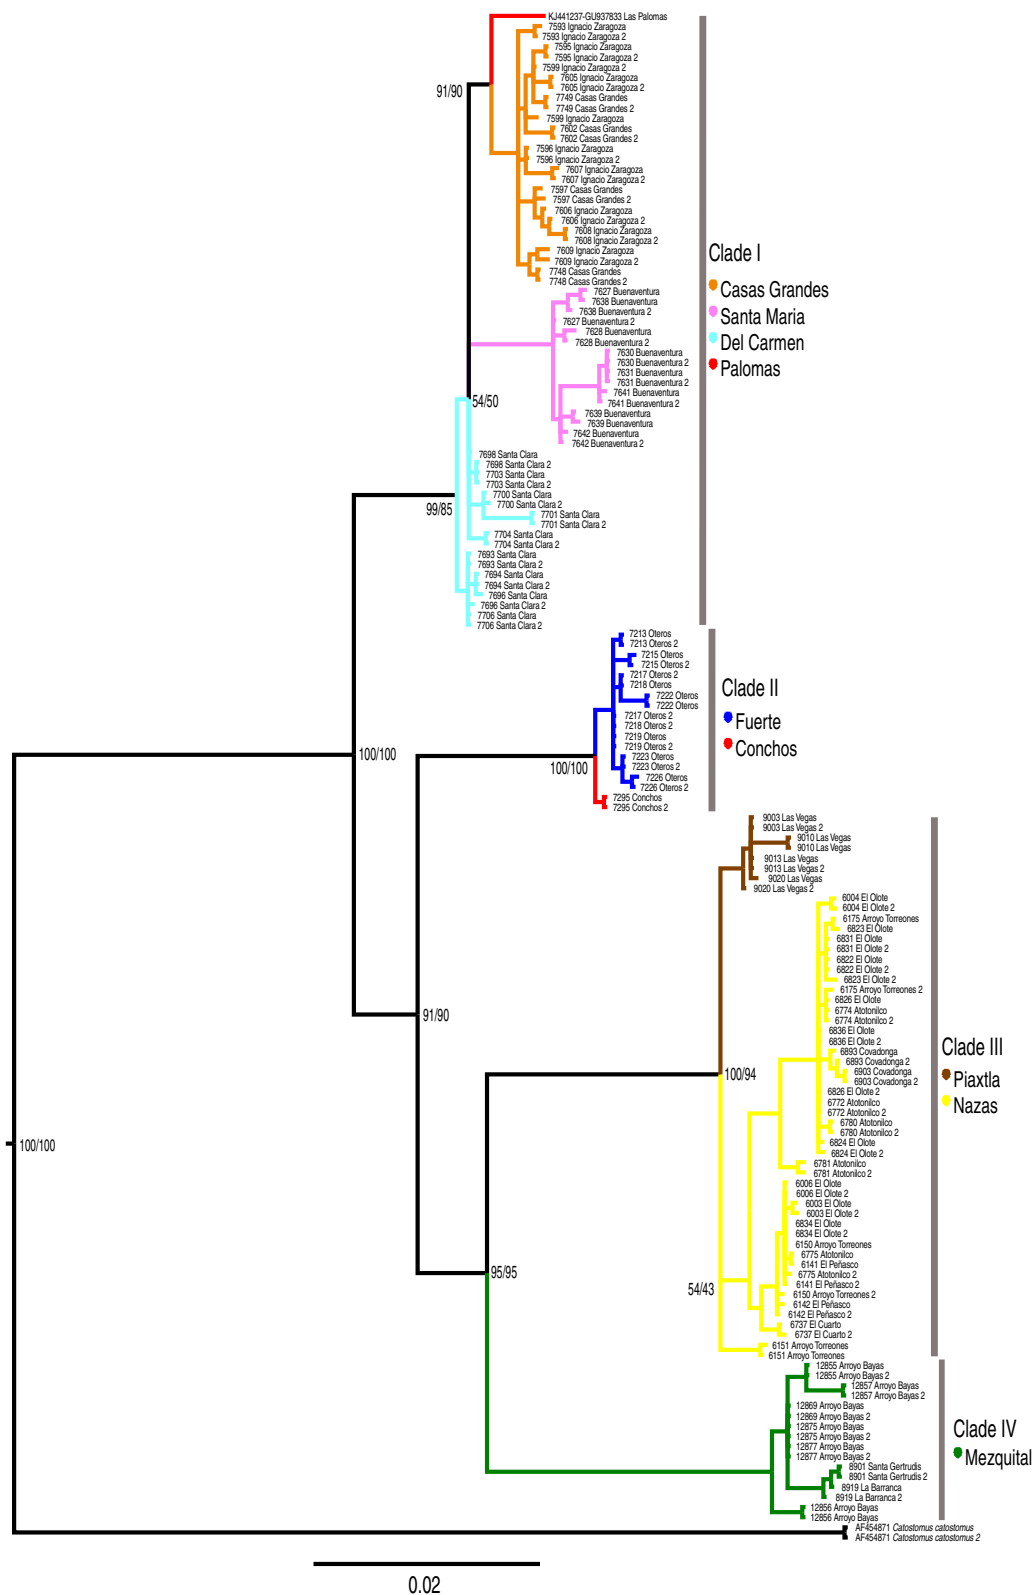 KJ441237-GU937833 Las Palomas
7593 Ignacio Zaragoza
7593 Ignacio Zaragoza 2
7595 Ignacio Zaragoza
7595 Ignacio Zaragoza 2
7599 Ignacio Zaragoza 2
7605 Ignacio Zaragoza
7605 Ignacio Zaragoza 2
7749 Casas Grandes
7749 Casas Grandes 2
7599 Ignacio Zaragoza
7602 Casas Grandes
7602 Casas Grandes 2
7596 Ignacio Zaragoza
7596 Ignacio Zaragoza 2
7607 Ignacio Zaragoza
7607 Ignacio Zaragoza 2
7597 Casas Grandes
7597 Casas Grandes 2
7606 Ignacio Zaragoza
7606 Ignacio Zaragoza 2
7608 Ignacio Zaragoza
7608 Ignacio Zaragoza 2
7609 Ignacio Zaragoza
7609 Ignacio Zaragoza 2
7748 Casas Grandes
7748 Casas Grandes 2
7627 Buenaventura
7638 Buenaventura
7638 Buenaventura 2
7627 Buenaventura 2
7628 Buenaventura
7628 Buenaventura 2
7630 Buenaventura
7630 Buenaventura 2
7631 Buenaventura
7631 Buenaventura 2
7641 Buenaventura
7641 Buenaventura 2
7639 Buenaventura
7639 Buenaventura
7642 Buenaventura
7642 Buenaventura 2
7698 Santa Clara
7698 Santa Clara 2
7703 Santa Clara
7703 Santa Clara 2
7700 Santa Clara
7700 Santa Clara 2
7701 Santa Clara
7701 Santa Clara 2
7704 Santa Clara
7704 Santa Clara 2
7693 Santa Clara
7693 Santa Clara 2
7694 Santa Clara
7694 Santa Clara 2
7696 Santa Clara
7696 Santa Clara 2
7706 Santa Clara
7706 Santa Clara 2
91/90
54/50
99/85
Clade I
Casas Grandes
Santa Maria
Del Carmen
Palomas
7213 Oteros
7213 Oteros 2
7215 Oteros
7215 Oteros 2
7217 Oteros 2
7218 Oteros
7222 Oteros
7222 Oteros
7217 Oteros 2
7218 Oteros 2
7219 Oteros
7219 Oteros 2
7223 Oteros
7223 Oteros 2
7226 Oteros
7226 Oteros 2
7295 Conchos
7295 Conchos 2
100/100
100/100
Clade II
Fuerte
Conchos
9003 Las Vegas
9003 Las Vegas 2
9010 Las Vegas
9010 Las Vegas
9013 Las Vegas
9013 Las Vegas 2
9020 Las Vegas
9020 Las Vegas 2
6004 El Olote
6004 El Olote 2
6175 Arroyo Torreones
6823 El Olote
6831 El Olote
6831 El Olote 2
6822 El Olote
6822 El Olote 2
6823 El Olote 2
6175 Arroyo Torreones 2
6826 El Olote
6774 Atotonilco
6774 Atotonilco 2
6836 El Olote
6836 El Olote 2
6893 Covadonga
6893 Covadonga 2
6903 Covadonga
6903 Covadonga 2
6826 El Olote 2
6772 Atotonilco
6772 Atotonilco 2
6780 Atotonilco
6780 Atotonilco 2
6824 El Olote
6824 El Olote 2
6781 Atotonilco
6781 Atotonilco 2
6006 El Olote
6006 El Olote 2
6003 El Olote
6003 El Olote 2
6834 El Olote
6834 El Olote 2
6150 Arroyo Torreones
6775 Atotonilco
6141 El Peñasco
6775 Atotonilco 2
6141 El Peñasco 2
6150 Arroyo Torreones 2
6142 El Peñasco
6142 El Peñasco 2
6737 El Cuarto
6737 El Cuarto 2
6151 Arroyo Torreones
6151 Arroyo Torreones
91/90
100/94
100/100
95/95
54/43
Clade III
Piaxtla
Nazas
12855 Arroyo Bayas
12855 Arroyo Bayas 2
12857 Arroyo Bayas
12857 Arroyo Bayas 2
12869 Arroyo Bayas
12869 Arroyo Bayas 2
12875 Arroyo Bayas
12875 Arroyo Bayas 2
12877 Arroyo Bayas
12877 Arroyo Bayas 2
8901 Santa Gertrudis
8901 Santa Gertrudis 2
8919 La Barranca
8919 La Barranca 2
12856 Arroyo Bayas
12856 Arroyo Bayas
Clade IV
Mezquital
AF454871 Catostomus catostomus
AF454871 Catostomus catostomus 2
0.02